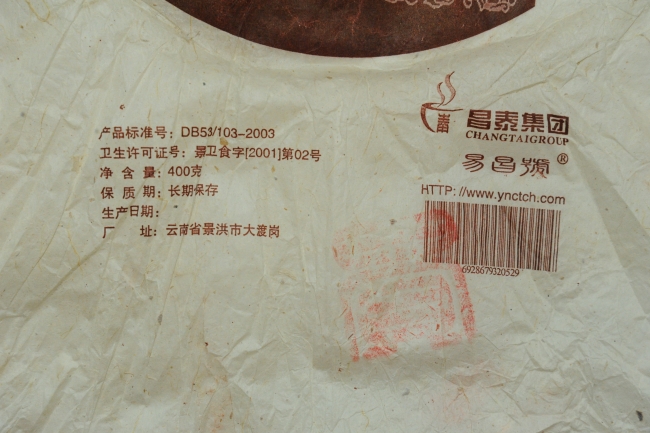 产品标准号：DB53/103-2003
卫生许可证号：景卫食字[2001]第02号
净 含 量：400克
保 质 期：长期保存
生产日期：
厂　　址：云南省景洪市大渡岗
昌泰集团
CHANGTAIGROUP
易昌號®
HTTP: //www.ynctch.com
6928679320529